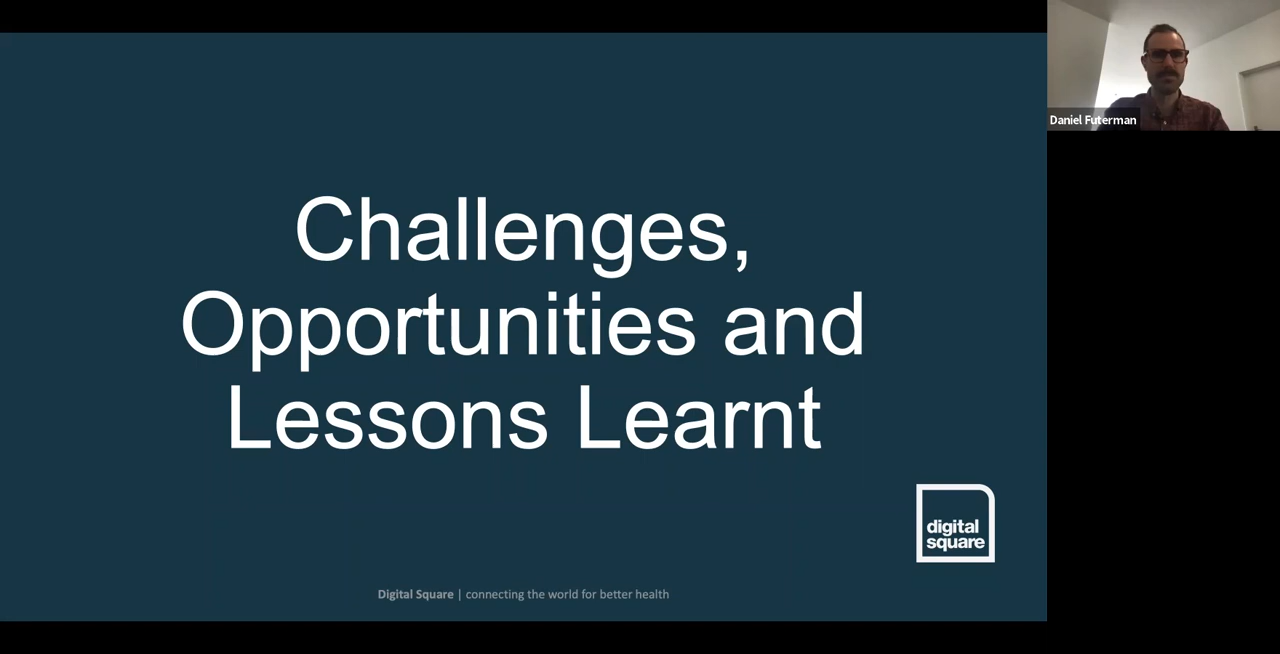 Challenges,
Opportunities and
Lessons Learnt
digital
square
Digital Square | connecting the world for better health
Daniel Futerman